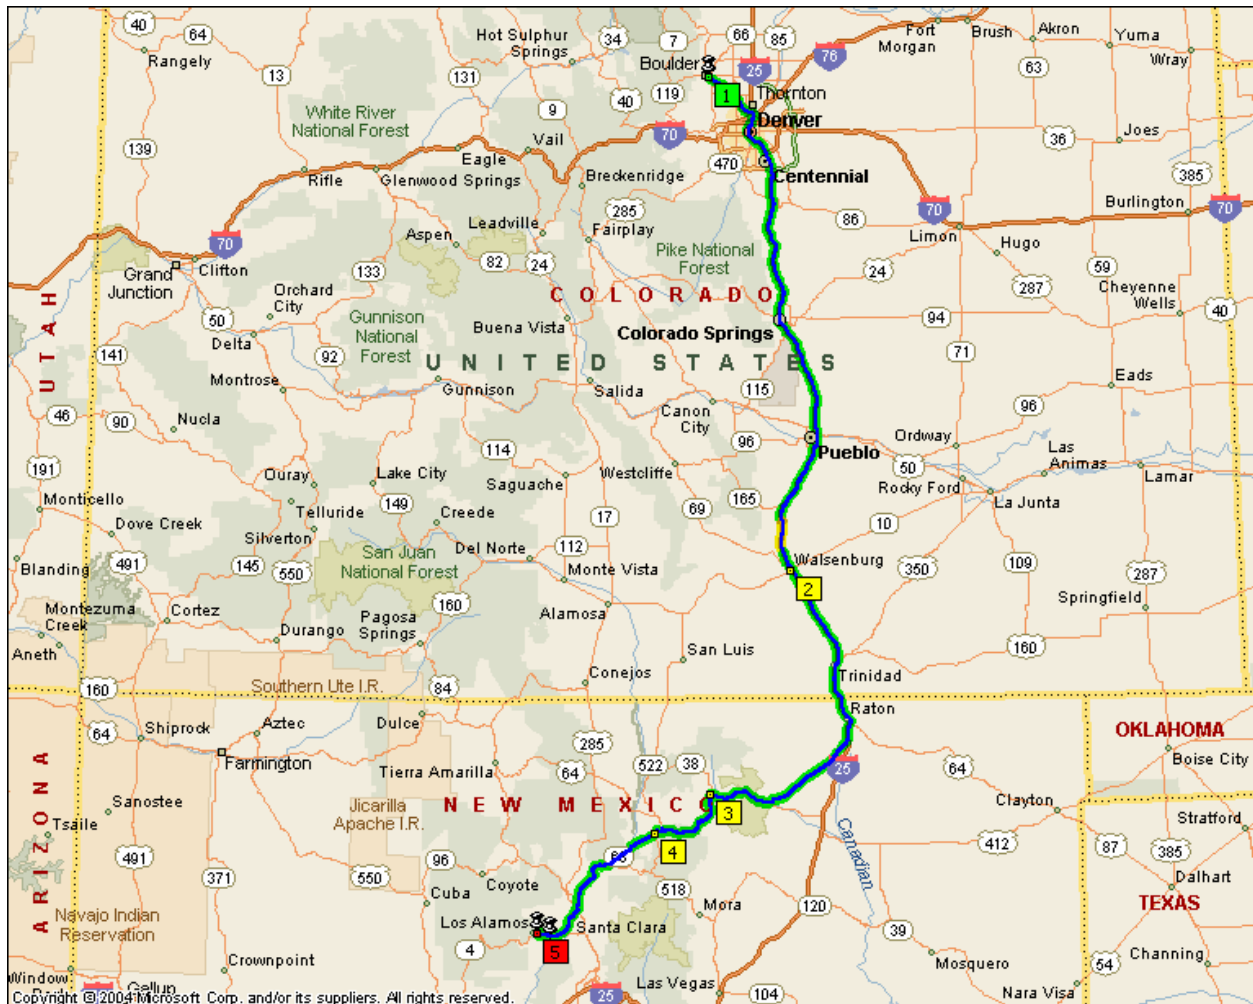 40
64
Rangely
13
Hot Sulphur
Springs
34
7
66
85
Boulder
25
76
Fort
Morgan
Brush
Akron
Yuma
Wray
63
131
119
1
Thornton
40
9
White River
National Forest
Denver
139
Vail
70
36
Joes
Eagle
Rifle
Glenwood Springs
470
Centennial
Breckenridge
385
Burlington
70
Leadville
285
86
70
Limon
70
Aspen
Fairplay
Hugo
Pike National
Forest
Grand
Junction
Clifton
133
82
24
24
59
287
Cheyenne
Wells
40
Orchard
City
COLORADO
UTAH
50
Gunnison
National
Forest
Buena Vista
Colorado Springs
94
Delta
141
92
UNITED STATES
71
Montrose
Gunnison
Salida
115
Eads
46
90
Nucla
Canon
City
96
96
Ordway
Pueblo
114
191
Ouray
Lake City
Saguache
Westcliffe
50
Las
Animas
Lamar
Rocky Ford
Monticello
Telluride
149
165
La Junta
Dove Creek
Creede
17
69
10
Silverton
San Juan
National Forest
Del Norte
112
Blanding
491
145
550
Monte Vista
Walsenburg
350
109
287
2
Montezuma
Creek
Cortez
Pagosa
Springs
160
Alamosa
Springfield
Aneth
Durango
San Luis
160
Conejos
Trinidad
160
Southern Ute I.R.
84
Raton
Shiprock
Aztec
Dulce
64
OKLAHOMA
285
Farmington
Tierra Amarilla
64
522
38
25
64
Boise City
ARIZONA
Sanostee
Jicarilla
Apache I.R.
NEW MEXICO
3
Clayton
Stratford
Tsaile
4
Canadian
412
87
385
491
371
550
96
68
Coyote
518
Dalhart
Cuba
Mora
120
TEXAS
Navajo Indian
Reservation
Los Alamos
Santa Clara
39
4
5
Crownpoint
Mosquero
54
Channing
Window
Gallup
25
Las Vegas
104
Nara Visa
Copyright © 2004 Microsoft Corp. and/or its suppliers. All rights reserved.